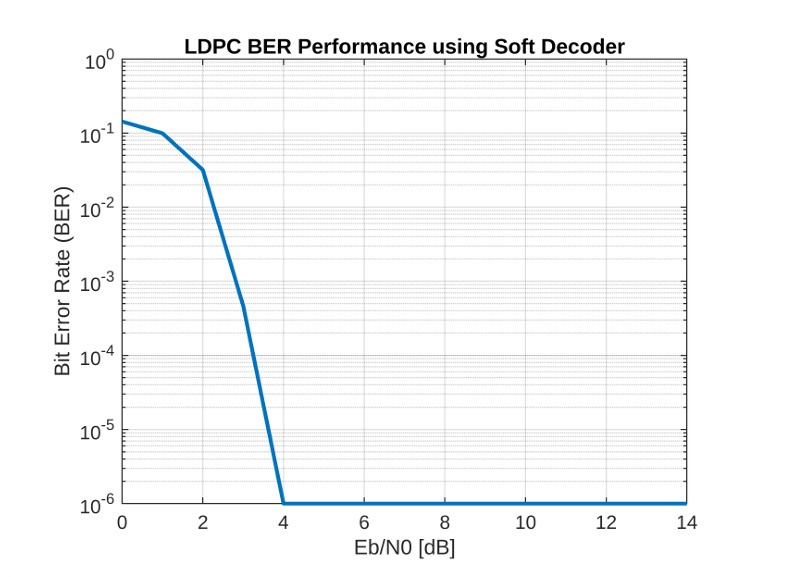 LDPC BER Performance using Soft Decoder
10^0
10^-1
10^-2
10^-3
10^-4
10^-5
10^-6
Bit Error Rate (BER)
0 2 4 6 8 10 12 14
Eb/N0 [dB]